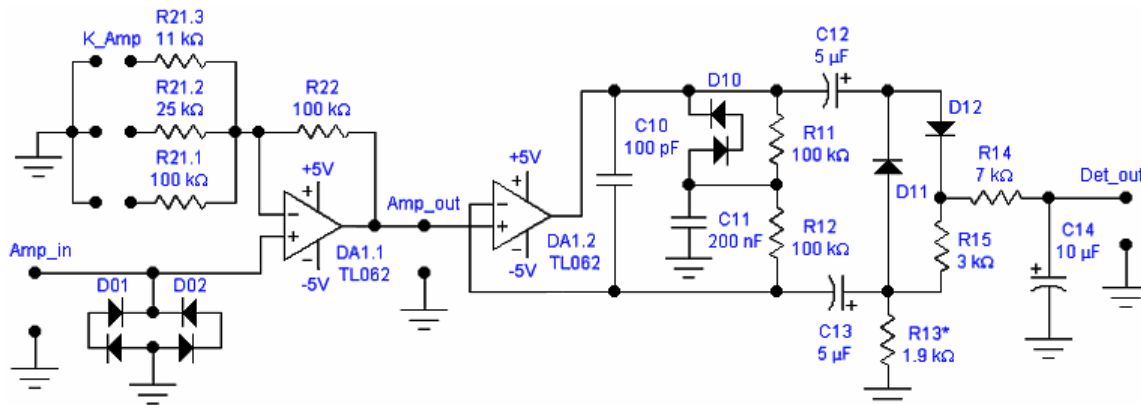 K_Amp
R21.3
11 kΩ
R21.2
25 kΩ
R21.1
100 kΩ
R22
100 kΩ
+5V
+
−
+
−
-5V
DA1.1
TL062
Amp_in
D01
D02
Amp_out
+5V
+
−
+
−
-5V
DA1.2
TL062
C10
100 pF
D10
C11
200 nF
R11
100 kΩ
R12
100 kΩ
C12
5 µF
+
C13
5 µF
+
D12
D11
R13*
1.9 kΩ
R14
7 kΩ
R15
3 kΩ
C14
10 µF
+
Det_out